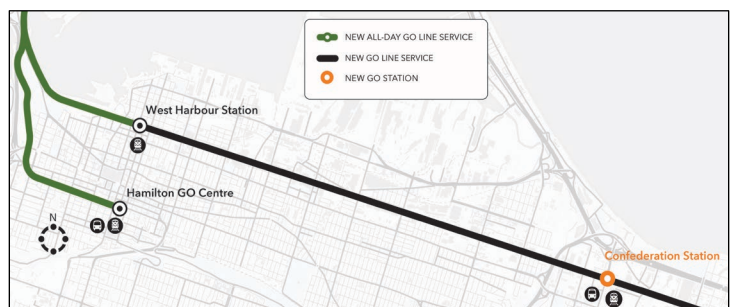 NEW ALL-DAY GO LINE SERVICE
NEW GO LINE SERVICE
NEW GO STATION
West Harbour Station
Hamilton GO Centre
N
Confederation Station